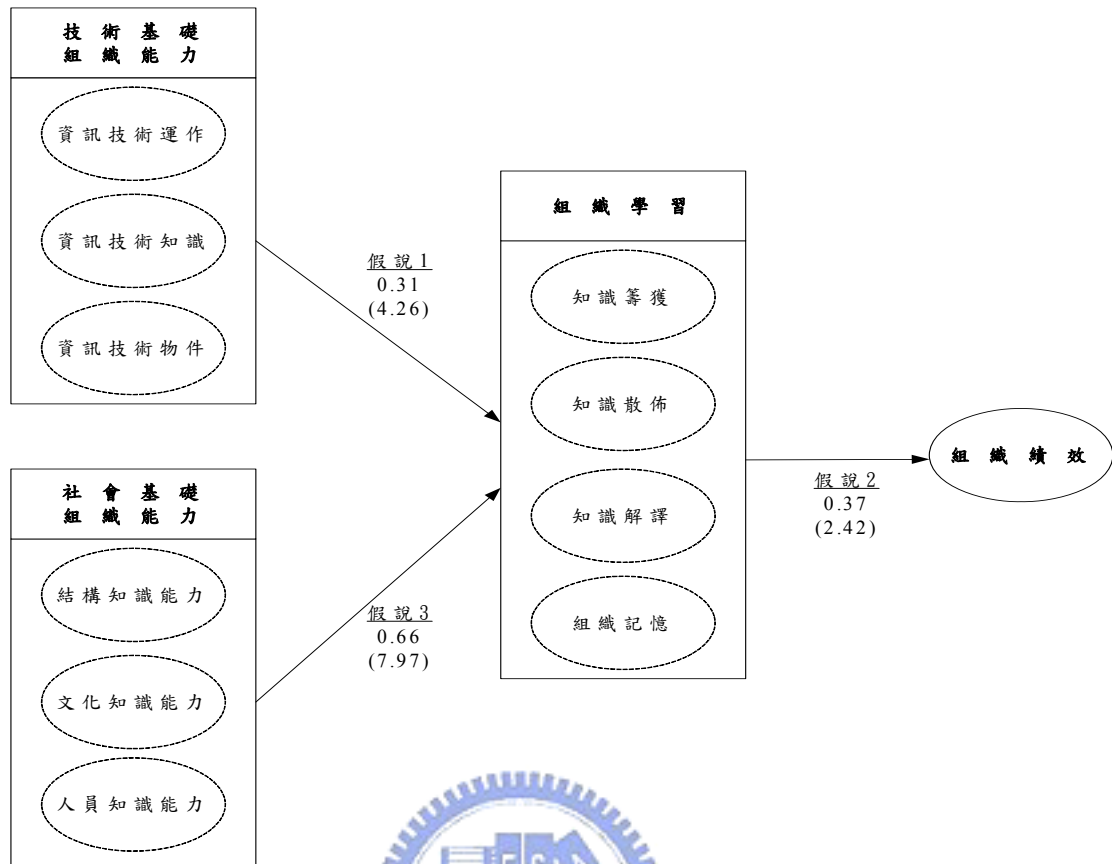 技術基礎
組織能力
資訊技術運作
資訊技術知識
資訊技術物件
社會基礎
組織能力
結構知識能力
文化知識能力
人員知識能力
假說1
0.31
(4.26)
假說3
0.66
(7.97)
組織學習
知識籌獲
知識散佈
知識解譯
組織記憶
假說2
0.37
(2.42)
組織績效